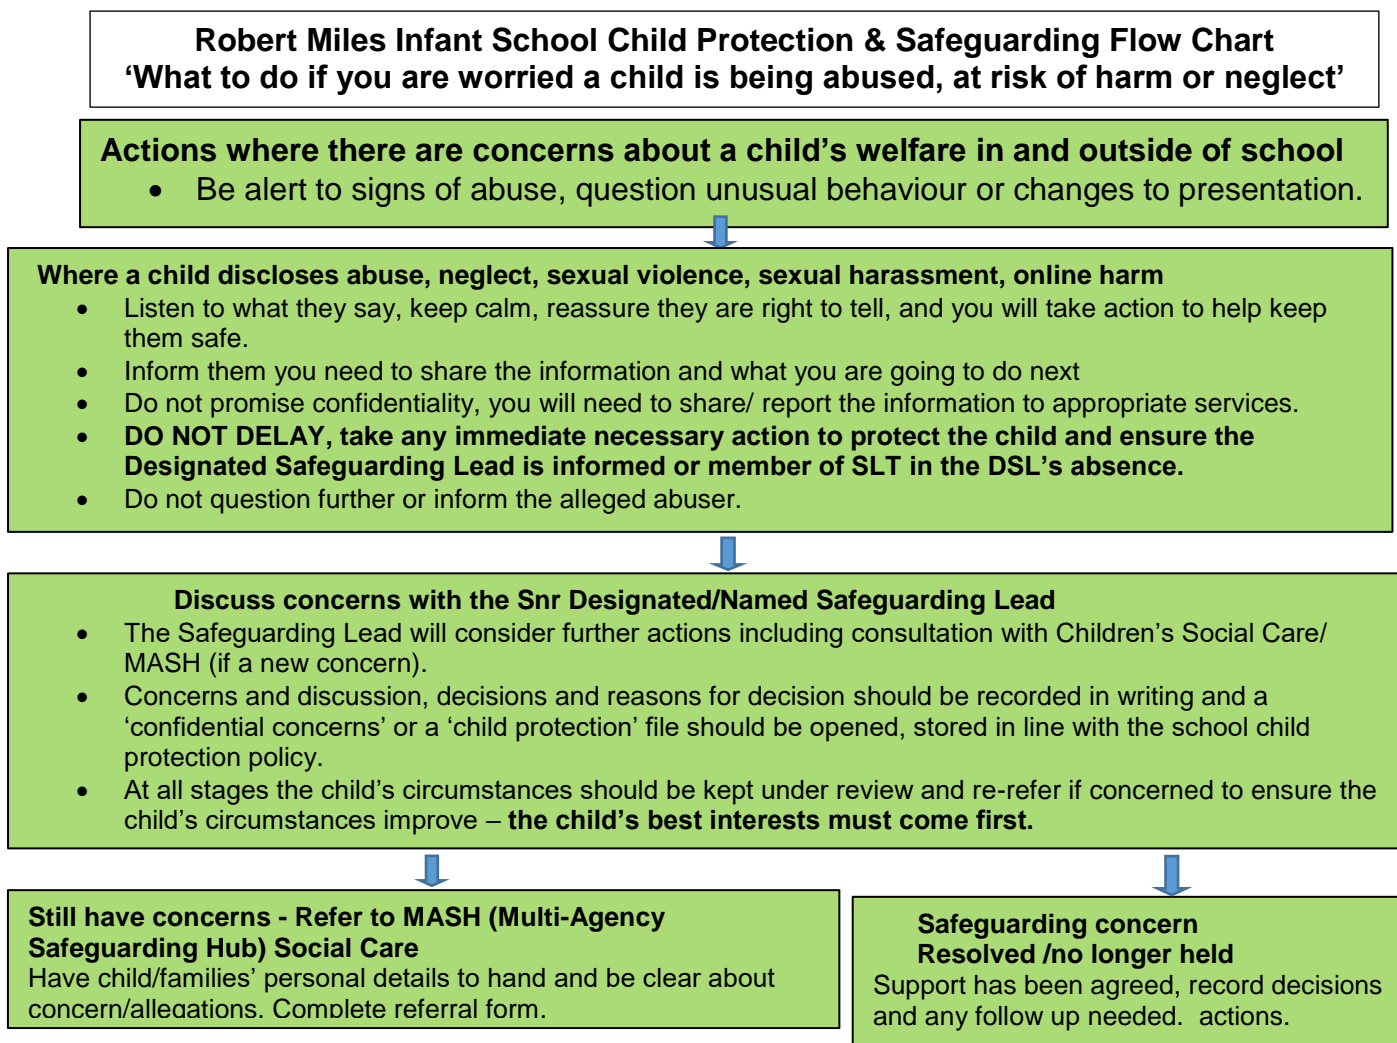 Robert Miles Infant School Child Protection & Safeguarding Flow Chart
‘What to do if you are worried a child is being abused, at risk of harm or neglect’
Actions where there are concerns about a child’s welfare in and outside of school
• Be alert to signs of abuse, question unusual behaviour or changes to presentation.
Where a child discloses abuse, neglect, sexual violence, sexual harassment, online harm
• Listen to what they say, keep calm, reassure they are right to tell, and you will take action to help keep
them safe.
• Inform them you need to share the information and what you are going to do next
• Do not promise confidentiality, you will need to share/ report the information to appropriate services.
• DO NOT DELAY, take any immediate necessary action to protect the child and ensure the
Designated Safeguarding Lead is informed or member of SLT in the DSL’s absence.
• Do not question further or inform the alleged abuser.
Discuss concerns with the Snr Designated/Named Safeguarding Lead
• The Safeguarding Lead will consider further actions including consultation with Children’s Social Care/
MASH (if a new concern).
• Concerns and discussion, decisions and reasons for decision should be recorded in writing and a
‘confidential concerns’ or a ‘child protection’ file should be opened, stored in line with the school child
protection policy.
• At all stages the child’s circumstances should be kept under review and re-refer if concerned to ensure the
child’s circumstances improve – the child’s best interests must come first.
Still have concerns - Refer to MASH (Multi-Agency
Safeguarding Hub) Social Care
Have child/families’ personal details to hand and be clear about
concern/allegations. Complete referral form.
Safeguarding concern
Resolved /no longer held
Support has been agreed, record decisions
and any follow up needed. actions.